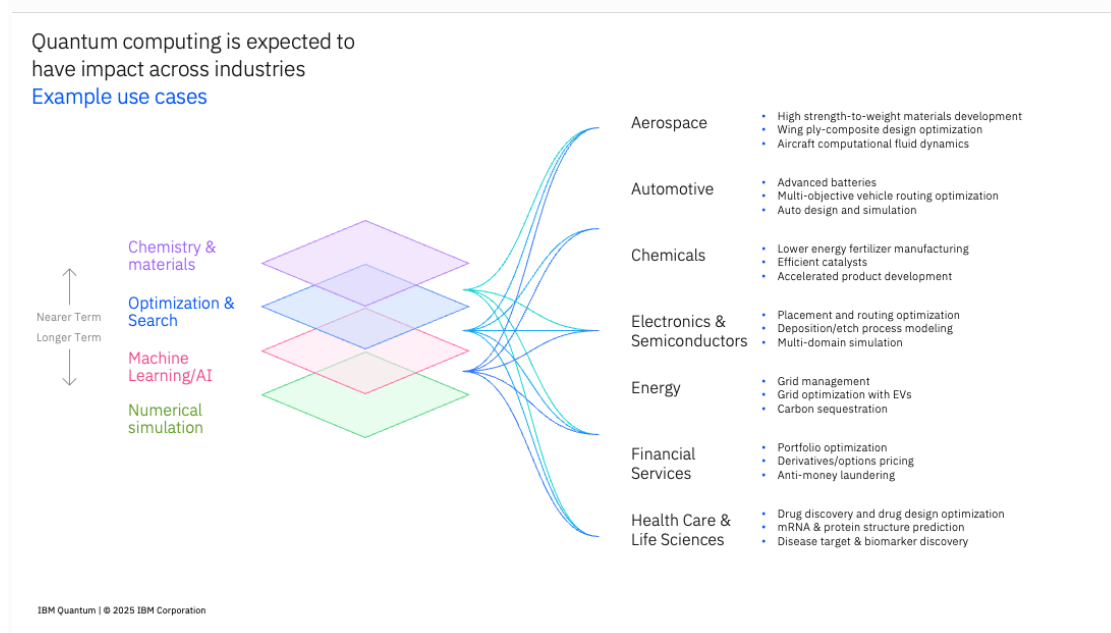 Quantum computing is expected to
have impact across industries
Example use cases
Chemistry &
materials
Optimization &
Search
Machine
Learning/AI
Numerical
simulation
Nearer Term
Longer Term
Aerospace
• High strength-to-weight materials development
• Wing ply-composite design optimization
• Aircraft computational fluid dynamics
Automotive
• Advanced batteries
• Multi-objective vehicle routing optimization
• Auto design and simulation
Chemicals
• Lower energy fertilizer manufacturing
• Efficient catalysts
• Accelerated product development
Electronics &
Semiconductors
• Placement and routing optimization
• Deposition/etch process modeling
• Multi-domain simulation
Energy
• Grid management
• Grid optimization with EVs
• Carbon sequestration
Financial
Services
• Portfolio optimization
• Derivatives/options pricing
• Anti-money laundering
Health Care &
Life Sciences
• Drug discovery and drug design optimization
• mRNA & protein structure prediction
• Disease target & biomarker discovery
IBM Quantum | © 2025 IBM Corporation